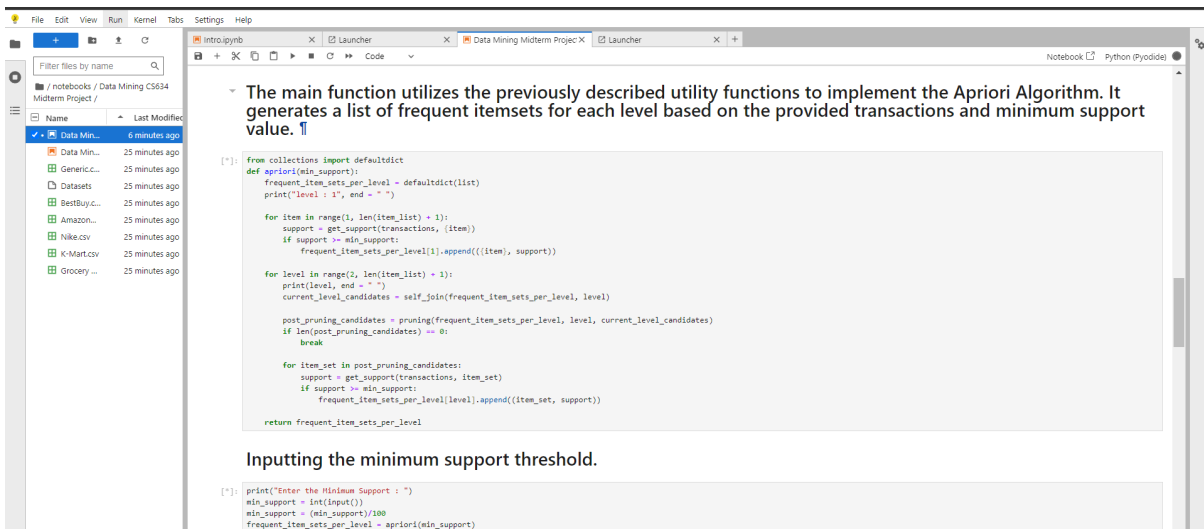 File Edit View Run Kernel Tabs Settings Help
Intro.ipynb
Launcher
Data Mining Midterm Project
Launcher
Code
Notebook
Python (Pyodide)
Filter files by name
/ notebooks / Data Mining CS634
Midterm Project /
Name
Last Modified
Data Min...
6 minutes ago
Data Min...
25 minutes ago
Generic.c...
25 minutes ago
Datasets
25 minutes ago
BestBuy.c...
25 minutes ago
Amazon...
25 minutes ago
Nike.csv
25 minutes ago
K-Mart.csv
25 minutes ago
Grocery ...
25 minutes ago
The main function utilizes the previously described utility functions to implement the Apriori Algorithm. It
generates a list of frequent itemsets for each level based on the provided transactions and minimum support
value. ¶
[*]:
from collections import defaultdict
def apriori(min_support):
    frequent_item_sets_per_level = defaultdict(list)
    print("level : 1", end = " ")
    for item in range(1, len(item_list) + 1):
        support = get_support(transactions, {item})
        if support >= min_support:
            frequent_item_sets_per_level[1].append(({item}, support))
    for level in range(2, len(item_list) + 1):
        print(level, end = " ")
        current_level_candidates = self_join(frequent_item_sets_per_level, level)
        post_pruning_candidates = pruning(frequent_item_sets_per_level, level, current_level_candidates)
        if len(post_pruning_candidates) == 0:
            break
        for item_set in post_pruning_candidates:
            support = get_support(transactions, item_set)
            if support >= min_support:
                frequent_item_sets_per_level[level].append((item_set, support))
    return frequent_item_sets_per_level
Inputting the minimum support threshold.
[*]:
print("Enter the Minimum Support : ")
min_support = int(input())
min_support = (min_support)/100
frequent_item_sets_per_level = apriori(min_support)